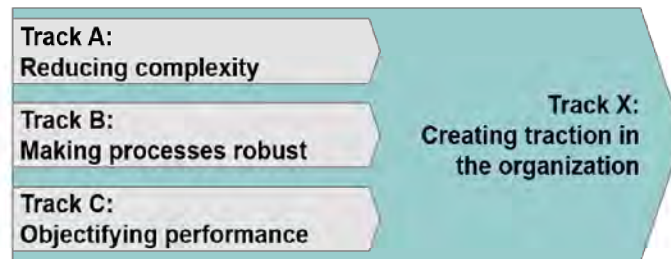 Track A:
Reducing complexity
Track B:
Making processes robust
Track C:
Objectifying performance
Track X:
Creating traction in
the organization